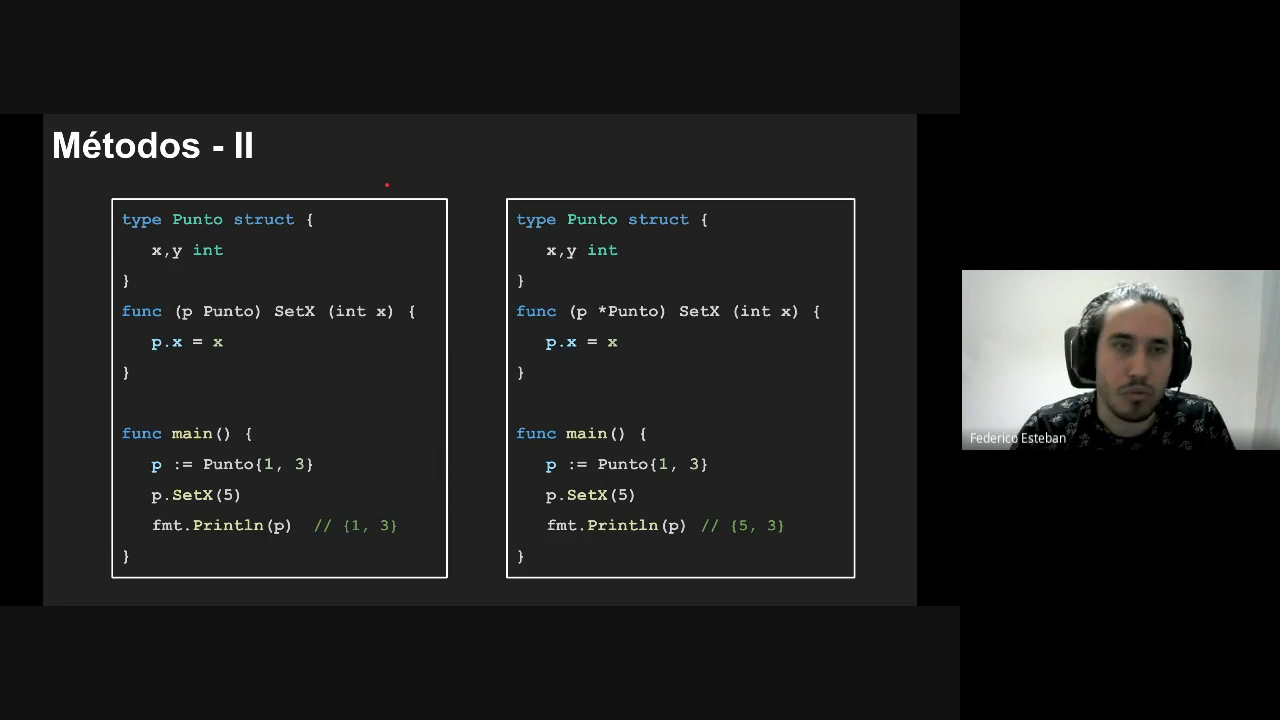 Métodos - II
type Punto struct {
x,y int
}
func (p Punto) SetX (int x) {
p.x = x
}
func main() {
p := Punto{1, 3}
p.SetX(5)
fmt.Println(p)  // {1, 3}
}
type Punto struct {
x,y int
}
func (p *Punto) SetX (int x) {
p.x = x
}
func main() {
p := Punto{1, 3}
p.SetX(5)
fmt.Println(p) // {5, 3}
}
Federico Esteban